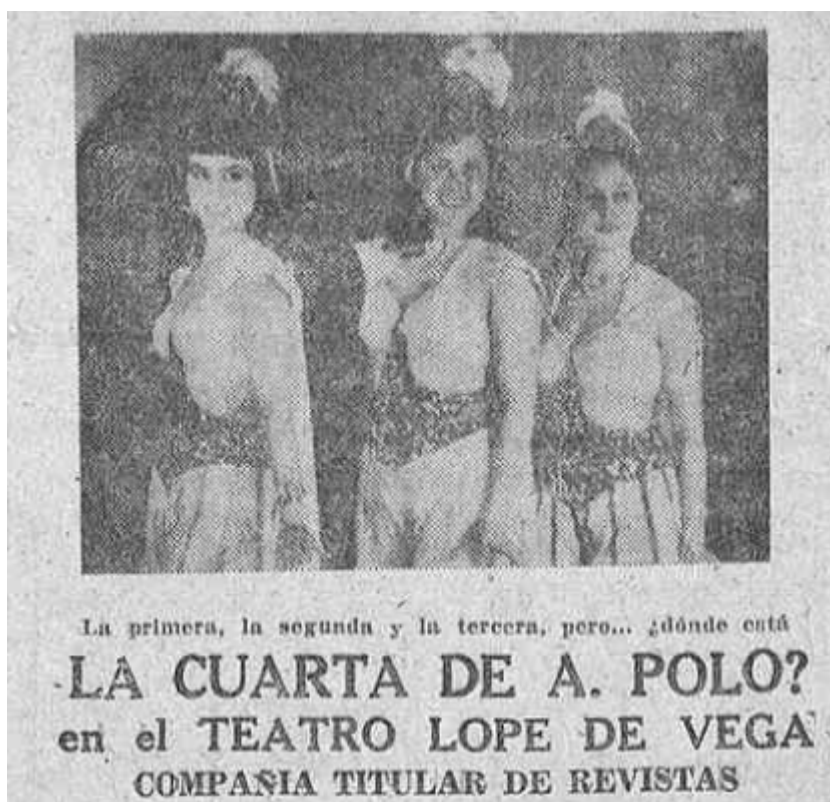 La primera, la segunda y la tercera, pero... ¿dónde está
LA CUARTA DE A. POLO?
en el TEATRO LOPE DE VEGA
COMPAÑIA TITULAR DE REVISTAS